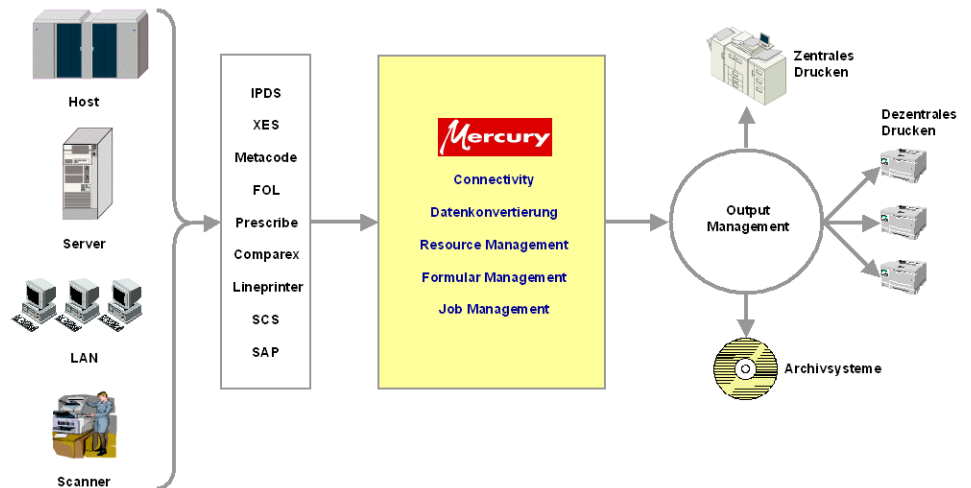 Host
Server
LAN
Scanner
IPDS
XES
Metacode
FOL
Prescribe
Comparex
Lineprinter
SCS
SAP
Mercury
Connectivity
Datenkonvertierung
Resource Management
Formular Management
Job Management
Output
Management
Zentrales
Drucken
Dezentrales
Drucken
Archivsysteme